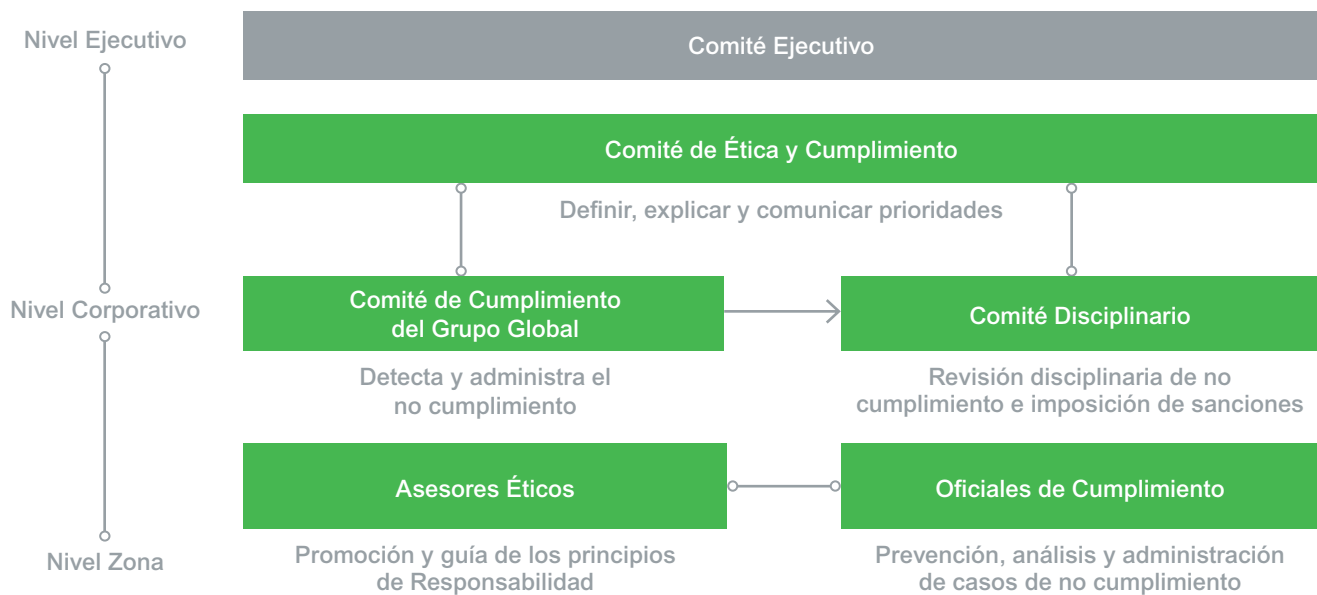 Nivel Ejecutivo
Comité Ejecutivo
Comité de Ética y Cumplimiento
Definir, explicar y comunicar prioridades
Nivel Corporativo
Comité de Cumplimiento
del Grupo Global
Comité Disciplinario
Detecta y administra el
no cumplimiento
Revisión disciplinaria de no
cumplimiento e imposición de sanciones
Asesores Éticos
Oficiales de Cumplimiento
Nivel Zona
Promoción y guía de los principios
de Responsabilidad
Prevención, análisis y administración
de casos de no cumplimiento